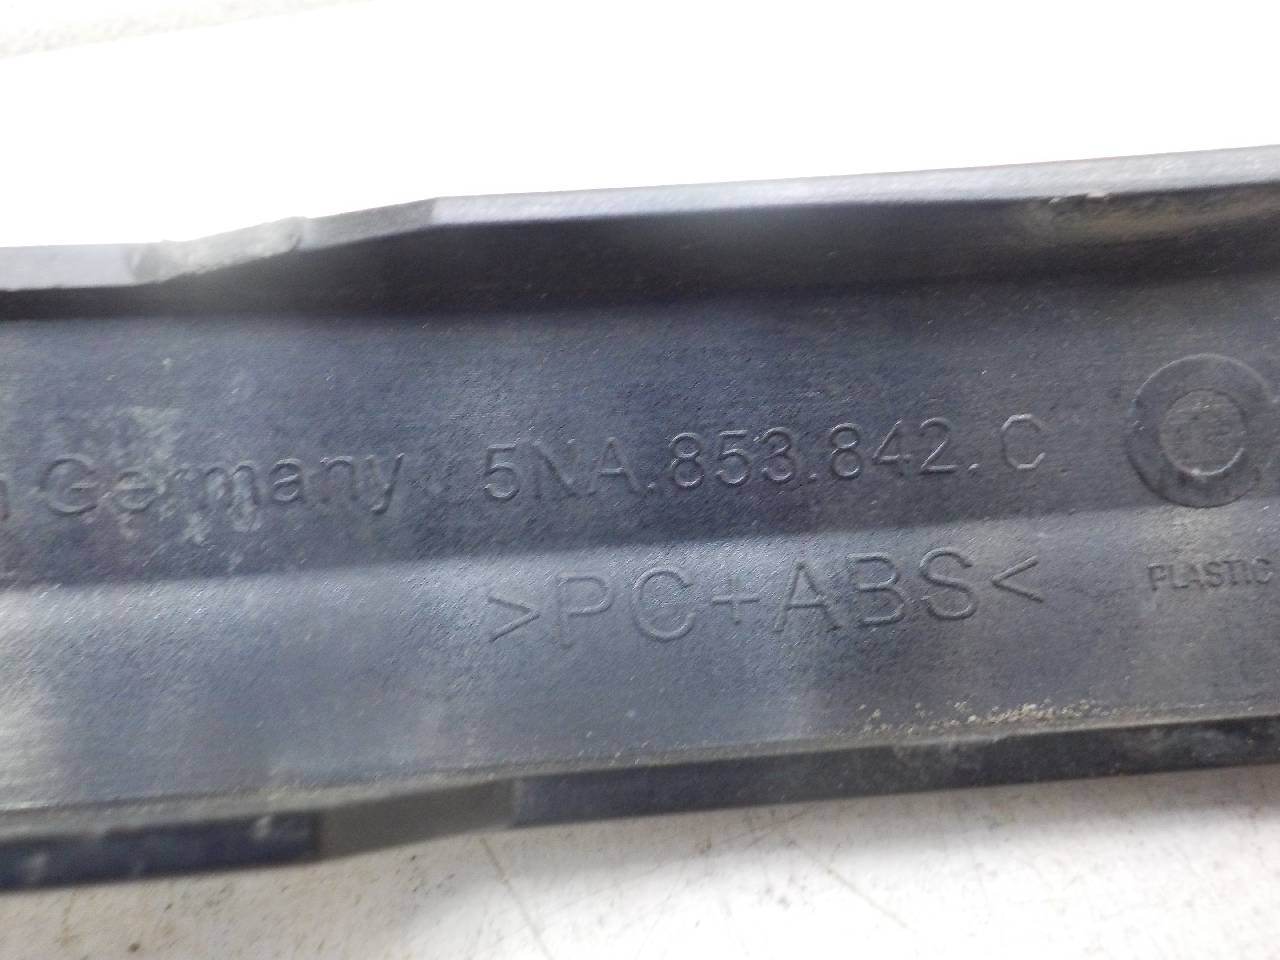 Germany 5NA.853.842.C
>PC+ABS<
PLASTIC